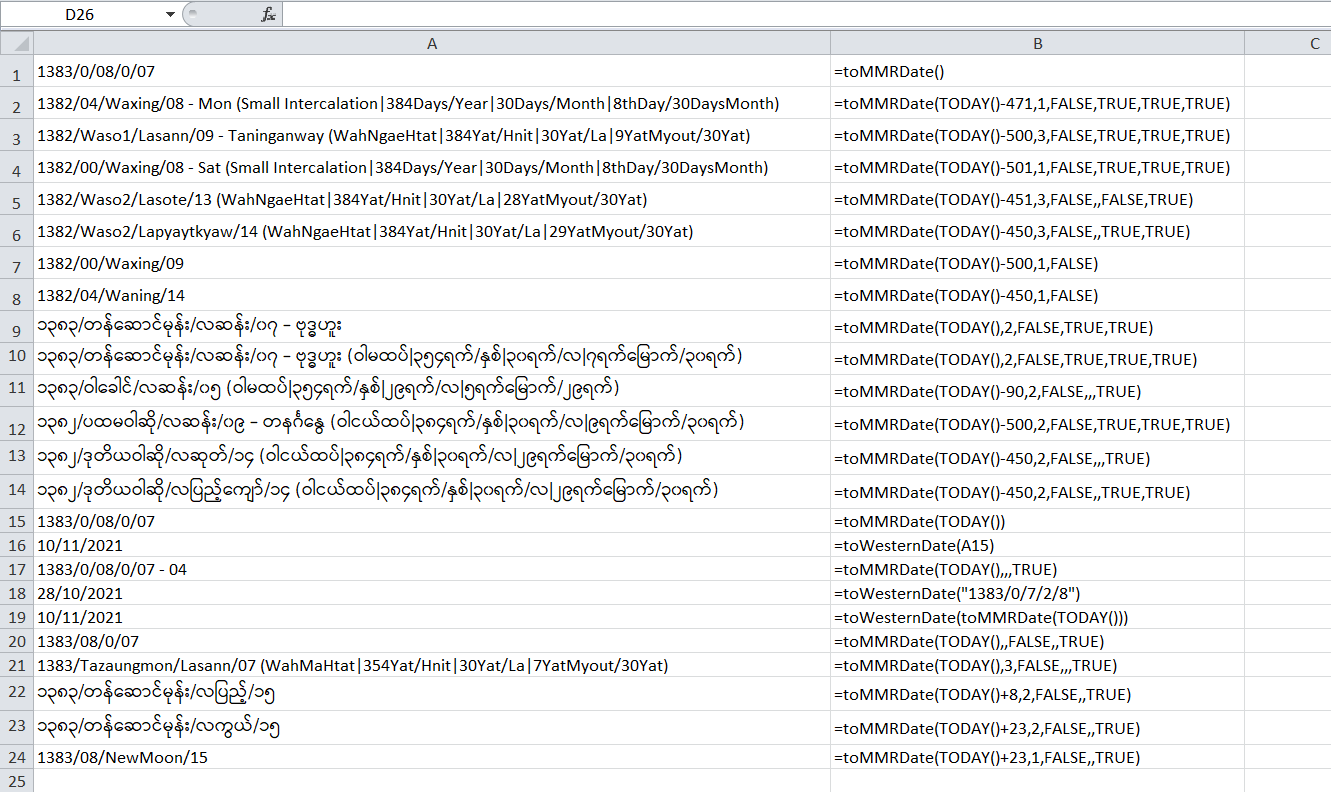 D26 fx
A B C
1 1383/0/08/0/07 =toMMRDate()
2 1382/04/Waxing/08 - Mon (Small Intercalation|384Days/Year|30Days/Month|8thDay/30DaysMonth) =toMMRDate(TODAY()-471,1,FALSE,TRUE,TRUE,TRUE)
3 1382/Waso1/Lasann/09 - Taninganway (WahNgaeHtat|384Yat/Hnit|30Yat/La|9YatMyout/30Yat) =toMMRDate(TODAY()-500,3,FALSE,TRUE,TRUE,TRUE)
4 1382/00/Waxing/08 - Sat (Small Intercalation|384Days/Year|30Days/Month|8thDay/30DaysMonth) =toMMRDate(TODAY()-501,1,FALSE,TRUE,TRUE,TRUE)
5 1382/Waso2/Lasote/13 (WahNgaeHtat|384Yat/Hnit|30Yat/La|28YatMyout/30Yat) =toMMRDate(TODAY()-451,3,FALSE,,FALSE,TRUE)
6 1382/Waso2/Lapyaytkyaw/14 (WahNgaeHtat|384Yat/Hnit|30Yat/La|29YatMyout/30Yat) =toMMRDate(TODAY()-450,3,FALSE,,TRUE,TRUE)
7 1382/00/Waxing/09 =toMMRDate(TODAY()-500,1,FALSE)
8 1382/04/Waning/14 =toMMRDate(TODAY()-450,1,FALSE)
9 ၁၃၈၃/တန်ဆောင်မုန်း/လဆန်း/၀၇ – ဗုဒ္ဓဟူး =toMMRDate(TODAY(),2,FALSE,TRUE,TRUE)
10 ၁၃၈၃/တန်ဆောင်မုန်း/လဆန်း/၀၇ – ဗုဒ္ဓဟူး (ဝါမထပ်|၃၅၄ရက်/နှစ်|၃၀ရက်/လ|၇ရက်မြောက်/၃၀ရက်) =toMMRDate(TODAY(),2,FALSE,TRUE,TRUE,TRUE)
11 ၁၃၈၃/ဝါခေါင်/လဆန်း/၀၅ (ဝါမထပ်|၃၅၄ရက်/နှစ်|၂၉ရက်/လ|၅ရက်မြောက်/၂၉ရက်) =toMMRDate(TODAY()-90,2,FALSE,,,TRUE)
12 ၁၃၈၂/ပထမဝါဆို/လဆန်း/၀၉ – တနင်္ဂနွေ (ဝါငယ်ထပ်|၃၈၄ရက်/နှစ်|၃၀ရက်/လ|၉ရက်မြောက်/၃၀ရက်) =toMMRDate(TODAY()-500,2,FALSE,TRUE,TRUE,TRUE)
13 ၁၃၈၂/ဒုတိယဝါဆို/လဆုတ်/၁၄ (ဝါငယ်ထပ်|၃၈၄ရက်/နှစ်|၃၀ရက်/လ|၂၉ရက်မြောက်/၃၀ရက်) =toMMRDate(TODAY()-450,2,FALSE,,,TRUE)
14 ၁၃၈၂/ဒုတိယဝါဆို/လပြည့်ကျော်/၁၄ (ဝါငယ်ထပ်|၃၈၄ရက်/နှစ်|၃၀ရက်/လ|၂၉ရက်မြောက်/၃၀ရက်) =toMMRDate(TODAY()-450,2,FALSE,,TRUE,TRUE)
15 1383/0/08/0/07 =toMMRDate(TODAY())
16 10/11/2021 =toWesternDate(A15)
17 1383/0/08/0/07 - 04 =toMMRDate(TODAY(),,,TRUE)
18 28/10/2021 =toWesternDate("1383/0/7/2/8")
19 10/11/2021 =toWesternDate(toMMRDate(TODAY()))
20 1383/08/0/07 =toMMRDate(TODAY(),,FALSE,,TRUE)
21 1383/Tazaungmon/Lasann/07 (WahMaHtat|354Yat/Hnit|30Yat/La|7YatMyout/30Yat) =toMMRDate(TODAY(),3,FALSE,,,TRUE)
22 ၁၃၈၃/တန်ဆောင်မုန်း/လပြည့်/၁၅ =toMMRDate(TODAY()+8,2,FALSE,,TRUE)
23 ၁၃၈၃/တန်ဆောင်မုန်း/လကွယ်/၁၅ =toMMRDate(TODAY()+23,2,FALSE,,TRUE)
24 1383/08/NewMoon/15 =toMMRDate(TODAY()+23,1,FALSE,,TRUE)
25